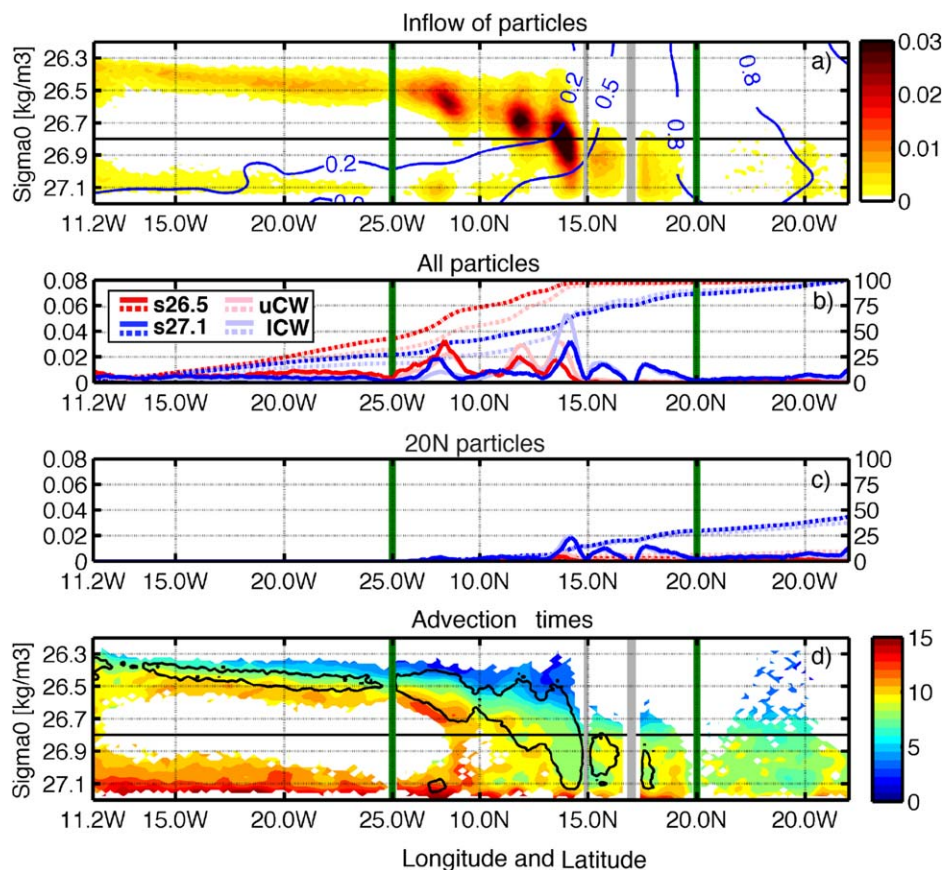 Inflow of particles
a)
Sigma0 [kg/m3]
26.3
26.5
26.7
26.9
27.1
0.2
0.2
0.5
0.8
0.8
0.03
0.02
0.01
0
11.2W 15.0W 20.0W 25.0W 10.0N 15.0N 20.0N 20.0W
All particles
b)
0.08 100
0.06 75
0.04 50
0.02 25
0 0
s26.5 uCW
s27.1 lCW
11.2W 15.0W 20.0W 25.0W 10.0N 15.0N 20.0N 20.0W
20N particles
c)
0.08 100
0.06 75
0.04 50
0.02 25
0 0
11.2W 15.0W 20.0W 25.0W 10.0N 15.0N 20.0N 20.0W
Advection times
d)
Sigma0 [kg/m3]
26.3
26.5
26.7
26.9
27.1
15
10
5
0
11.2W 15.0W 20.0W 25.0W 10.0N 15.0N 20.0N 20.0W
Longitude and Latitude